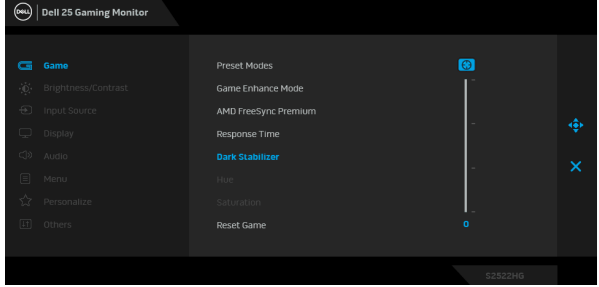 DELL
Dell 25 Gaming Monitor
Game
Brightness/Contrast
Input Source
Display
Audio
Menu
Personalize
Others
Preset Modes
Game Enhance Mode
AMD FreeSync Premium
Response Time
Dark Stabilizer
Hue
Saturation
Reset Game
0
S2522HG